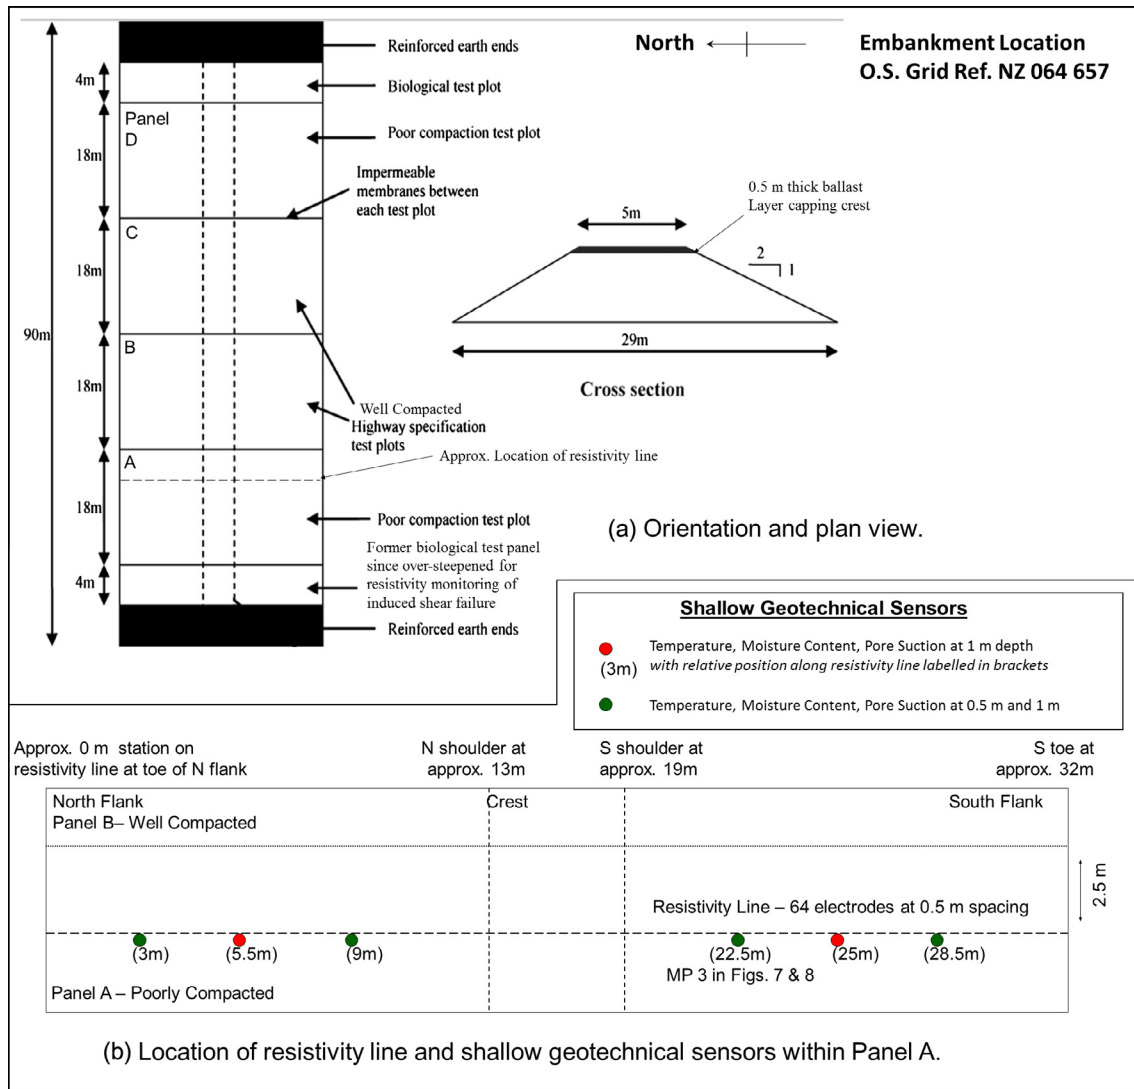 Reinforced earth ends
North
Embankment Location
O.S. Grid Ref. NZ 064 657
4m
Biological test plot
Panel
D
Poor compaction test plot
18m
Impermeable
membranes between
each test plot
0.5 m thick ballast
Layer capping crest
5m
C
2
1
18m
90m
29m
B
Cross section
18m
Well Compacted
Highway specification
test plots
A
Approx. Location of resistivity line
18m
Poor compaction test plot
(a) Orientation and plan view.
Former biological test panel
since over-steepened for
resistivity monitoring of
induced shear failure
4m
Reinforced earth ends
Shallow Geotechnical Sensors
Temperature, Moisture Content, Pore Suction at 1 m depth
(3m)
with relative position along resistivity line labelled in brackets
Temperature, Moisture Content, Pore Suction at 0.5 m and 1 m
Approx. 0 m station on
resistivity line at toe of N flank
N shoulder at
approx. 13m
S shoulder at
approx. 19m
S toe at
approx. 32m
North Flank
Crest
South Flank
Panel B– Well Compacted
2.5 m
Resistivity Line – 64 electrodes at 0.5 m spacing
(3m)
(5.5m)
(9m)
(22.5m)
(25m)
(28.5m)
MP 3 in Figs. 7 & 8
Panel A – Poorly Compacted
(b) Location of resistivity line and shallow geotechnical sensors within Panel A.